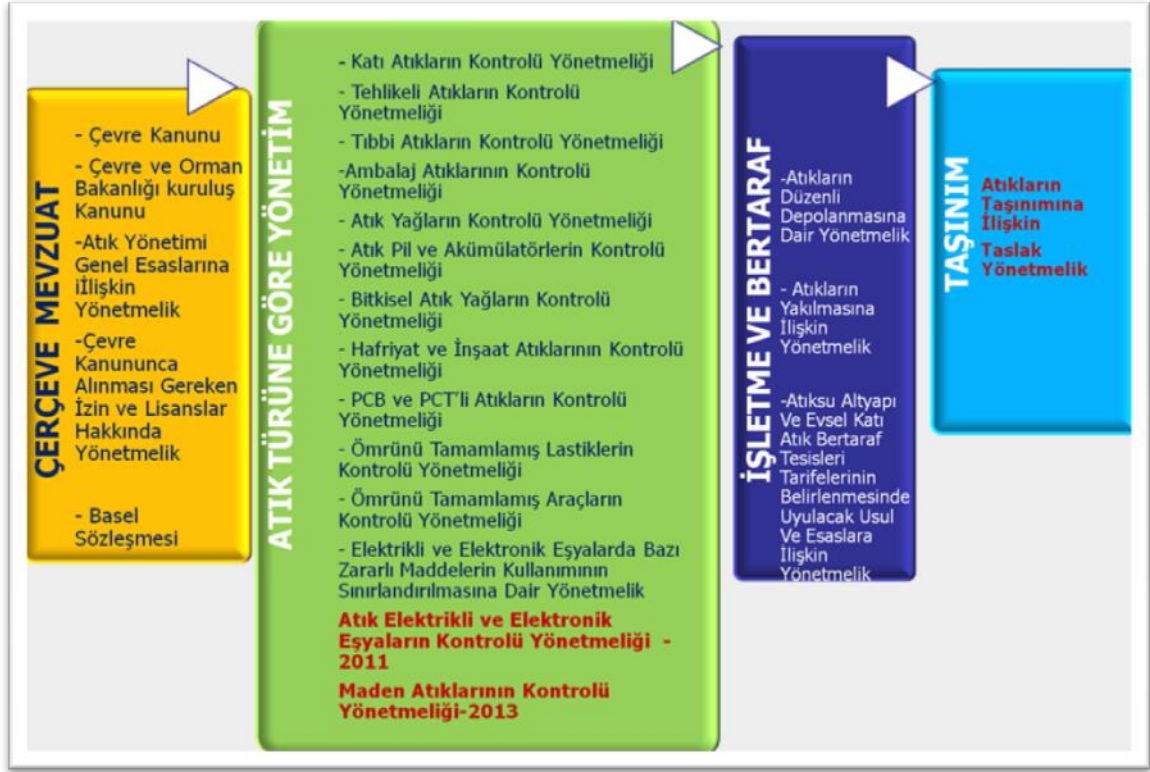 ÇERÇEVE MEVZUAT
- Çevre Kanunu
- Çevre ve Orman
Bakanlığı kuruluş
Kanunu
-Atık Yönetimi
Genel Esaslarına
iİlişkin
Yönetmelik
-Çevre
Kanununca
Alınması Gereken
İzin ve Lisanslar
Hakkında
Yönetmelik
- Basel
Sözleşmesi
ATIK TÜRÜNE GÖRE YÖNETİM
- Katı Atıkların Kontrolü Yönetmeliği
- Tehlikeli Atıkların Kontrolü
Yönetmeliği
- Tıbbi Atıkların Kontrolü Yönetmeliği
-Ambalaj Atıklarının Kontrolü
Yönetmeliği
- Atık Yağların Kontrolü Yönetmeliği
- Atık Pil ve Akümülatörlerin Kontrolü
Yönetmeliği
- Bitkisel Atık Yağların Kontrolü
Yönetmeliği
- Hafriyat ve İnşaat Atıklarının Kontrolü
Yönetmeliği
- PCB ve PCT'li Atıkların Kontrolü
Yönetmeliği
- Ömrünü Tamamlamış Lastiklerin
Kontrolü Yönetmeliği
- Ömrünü Tamamlamış Araçların
Kontrolü Yönetmeliği
- Elektrikli ve Elektronik Eşyalarda Bazı
Zararlı Maddelerin Kullanımının
Sınırlandırılmasına Dair Yönetmelik
Atık Elektrikli ve Elektronik
Eşyaların Kontrolü Yönetmeliği -
2011
Maden Atıklarının Kontrolü
Yönetmeliği-2013
İŞLETME VE BERTARAF
-Atıkların
Düzenli
Depolanmasına
Dair Yönetmelik
- Atıkların
Yakılmasına
İlişkin
Yönetmelik
-Atıksu Altyapı
Ve Evsel Katı
Atık Bertaraf
Tesisleri
Tarifelerinin
Belirlenmesinde
Uyulacak Usul
Ve Esaslara
İlişkin
Yönetmelik
TAŞINIM
Atıkların
Taşınımına
İlişkin
Taslak
Yönetmelik